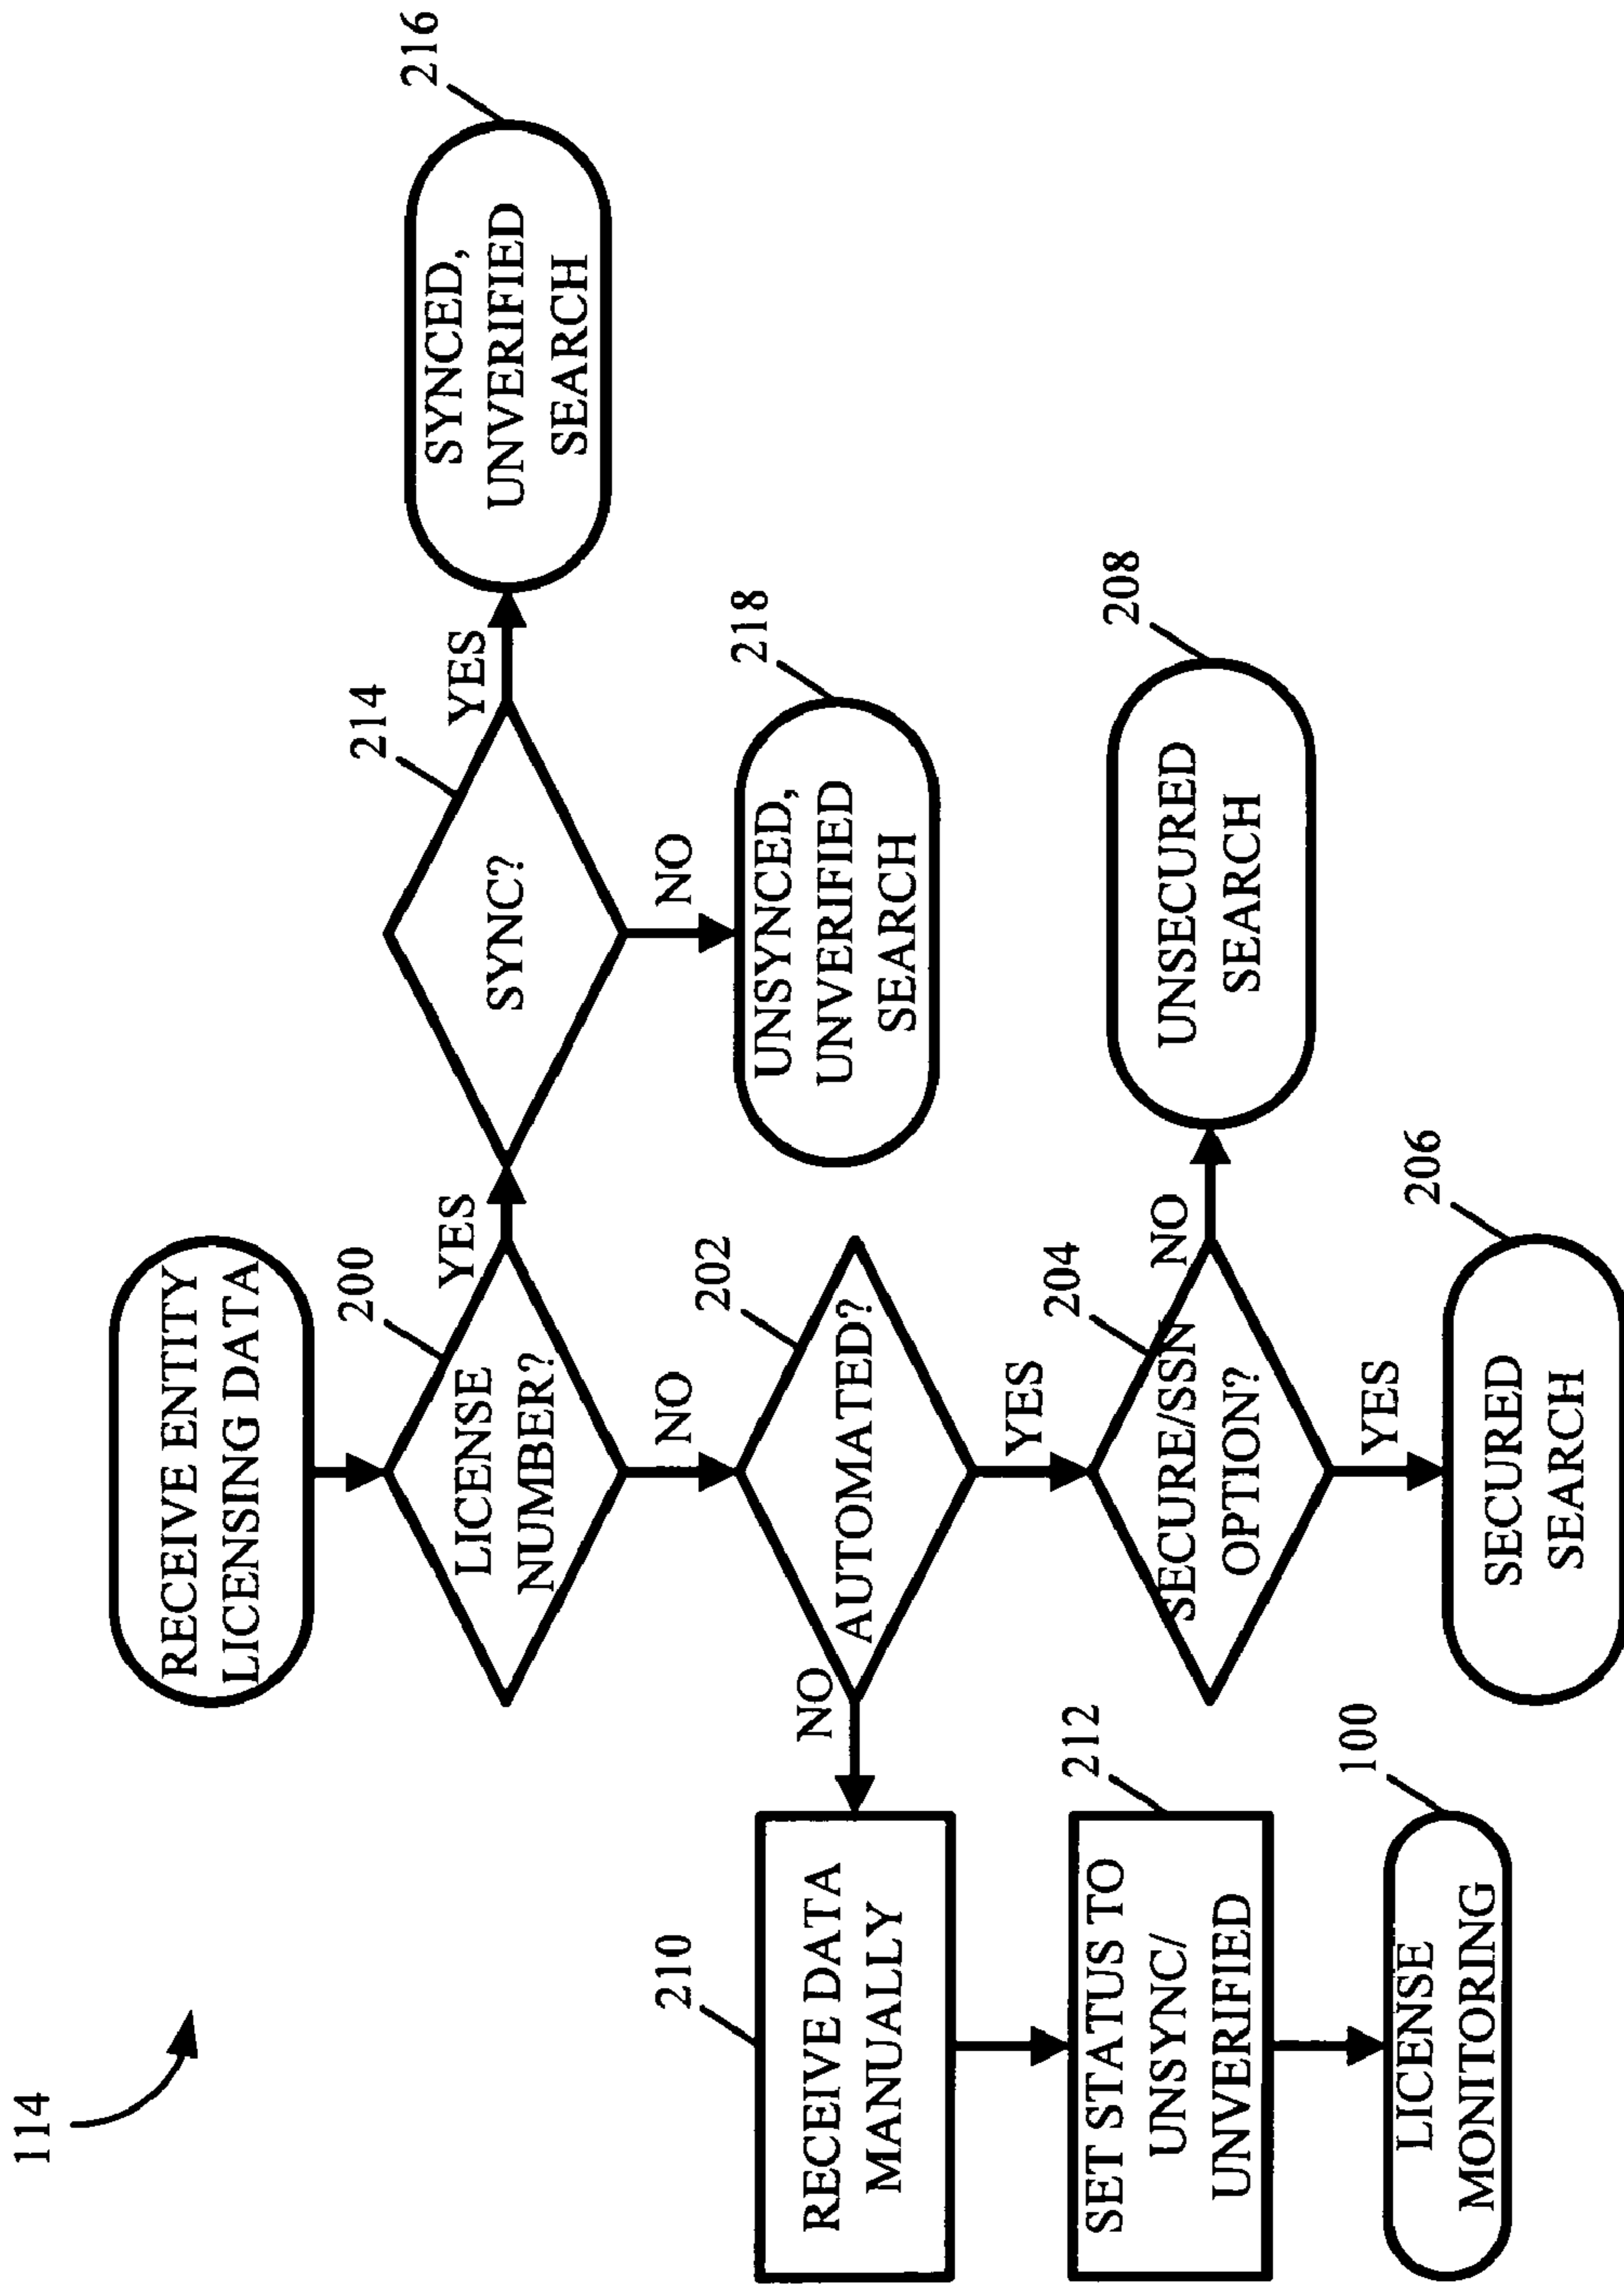 114
RECEIVE ENTITY
LICENSING DATA
200
LICENSE
NUMBER?
YES
214
SYNC?
YES
216
SYNCED,
UNVERIFIED
SEARCH
NO
218
UNSYNCED,
UNVERIFIED
SEARCH
NO
202
AUTOMATED?
NO
210
RECEIVE DATA
MANUALLY
212
SET STATUS TO
UNSYNC/
UNVERIFIED
100
LICENSE
MONITORING
YES
204
SECURE/SSN
OPTION?
NO
208
UNSECURED
SEARCH
YES
206
SECURED
SEARCH